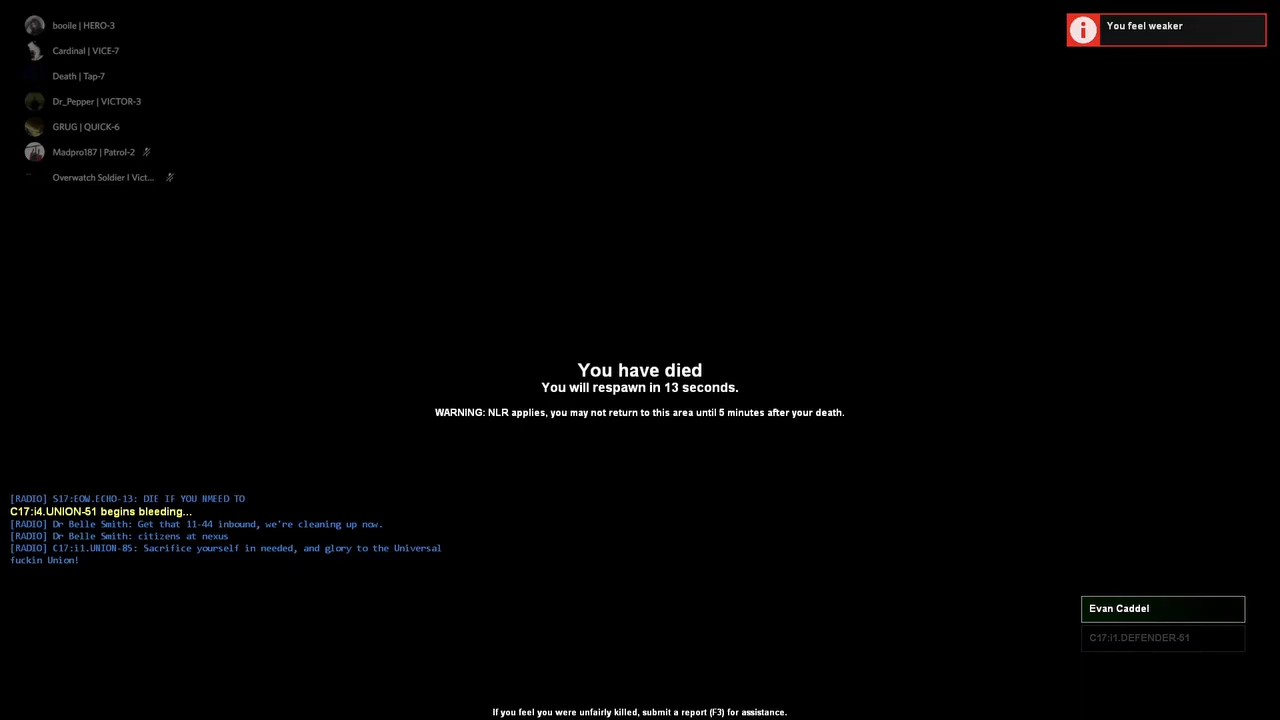 booile | HERO-3
Cardinal | VICE-7
Death | Tap-7
Dr_Pepper | VICTOR-3
GRUG | QUICK-6
Madpro187 | Patrol-2
Overwatch Soldier I Vict...
You feel weaker
You have died
You will respawn in 13 seconds.
WARNING: NLR applies, you may not return to this area until 5 minutes after your death.
[RADIO] S17:EOW.ECHO-13: DIE IF YOU NMEED TO
C17:i4.UNION-51 begins bleeding...
[RADIO] Dr Belle Smith: Get that 11-44 inbound, we're cleaning up now.
[RADIO] Dr Belle Smith: citizens at nexus
[RADIO] C17:i1.UNION-85: Sacrifice yourself in needed, and glory to the Universal
fuckin Union!
Evan Caddel
C17:i1.DEFENDER-51
If you feel you were unfairly killed, submit a report (F3) for assistance.